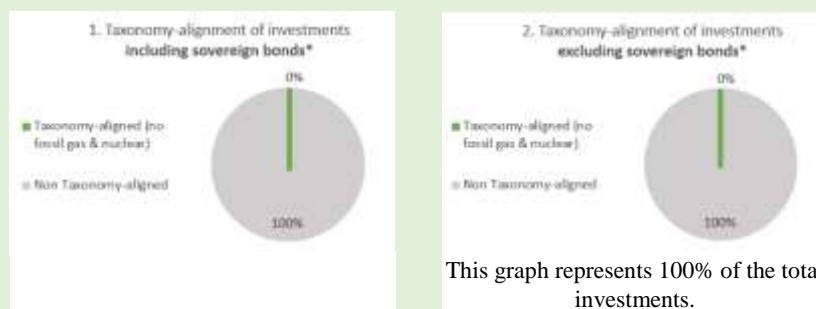 1. Taxonomy-alignment of investments
including sovereign bonds*
0%
Taxonomy-aligned (no
fossil gas & nuclear)
Non Taxonomy-aligned
100%
2. Taxonomy-alignment of investments
excluding sovereign bonds*
0%
Taxonomy-aligned (no
fossil gas & nuclear)
Non Taxonomy-aligned
100%
This graph represents 100% of the tota
investments.